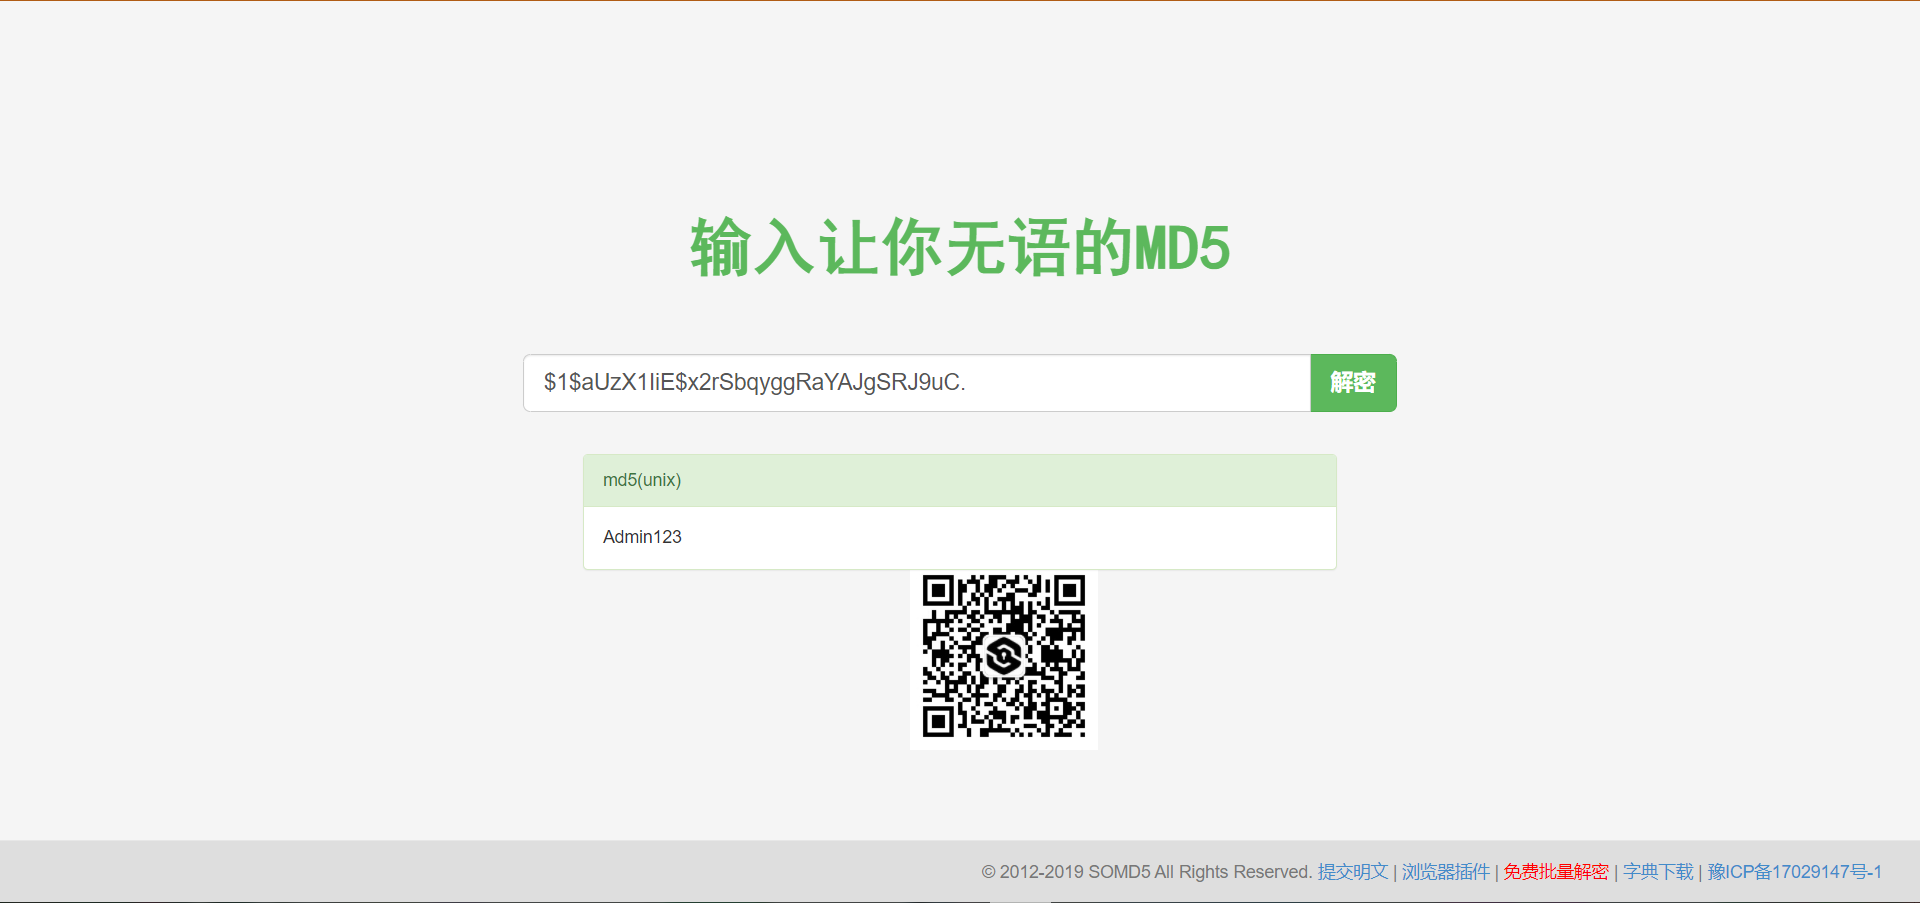 输入让你无语的MD5
$1$aUzX1IiE$x2rSbqyggRaYAJgSRJ9uC.
解密
md5(unix)
Admin123
© 2012-2019 SOMD5 All Rights Reserved. 提交明文 | 浏览器插件 | 免费批量解密 | 字典下载 | 豫ICP备17029147号-1